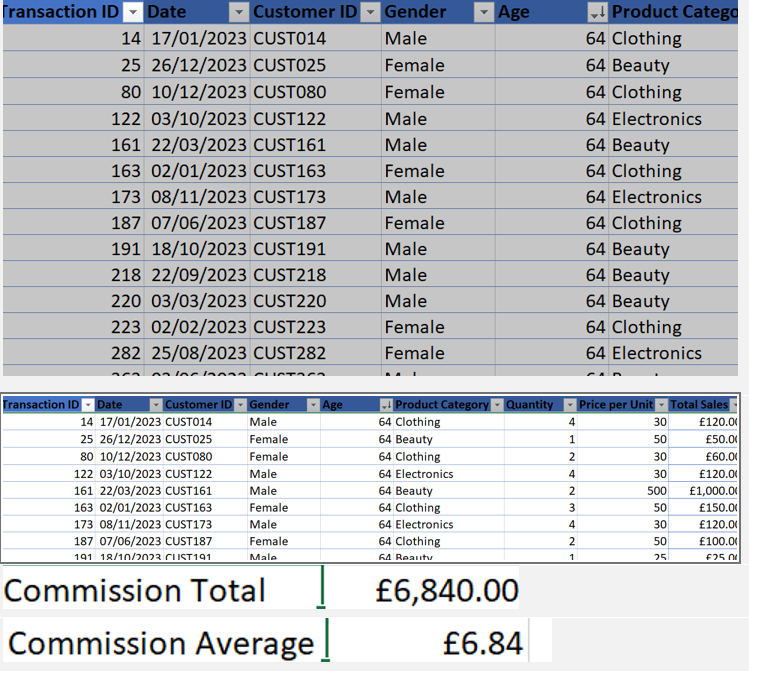 Transaction ID Date Customer ID Gender Age Product Catego
14 17/01/2023 CUST014 Male 64 Clothing
25 26/12/2023 CUST025 Female 64 Beauty
80 10/12/2023 CUST080 Female 64 Clothing
122 03/10/2023 CUST122 Male 64 Electronics
161 22/03/2023 CUST161 Male 64 Beauty
163 02/01/2023 CUST163 Female 64 Clothing
173 08/11/2023 CUST173 Male 64 Electronics
187 07/06/2023 CUST187 Female 64 Clothing
191 18/10/2023 CUST191 Male 64 Beauty
218 22/09/2023 CUST218 Male 64 Beauty
220 03/03/2023 CUST220 Male 64 Beauty
223 02/02/2023 CUST223 Female 64 Clothing
282 25/08/2023 CUST282 Female 64 Electronics
Transaction ID Date Customer ID Gender Age Product Category Quantity Price per Unit Total Sales
14 17/01/2023 CUST014 Male 64 Clothing 4 30 £120.0
25 26/12/2023 CUST025 Female 64 Beauty 1 50 £50.0
80 10/12/2023 CUST080 Female 64 Clothing 2 30 £60.0
122 03/10/2023 CUST122 Male 64 Electronics 4 30 £120.0
161 22/03/2023 CUST161 Male 64 Beauty 2 500 £1,000.0
163 02/01/2023 CUST163 Female 64 Clothing 3 50 £150.0
173 08/11/2023 CUST173 Male 64 Electronics 4 30 £120.0
187 07/06/2023 CUST187 Female 64 Clothing 2 50 £100.0
191 18/10/2023 CUST191 Male 64 Beauty 1 25 £25.0
Commission Total £6,840.00
Commission Average £6.84